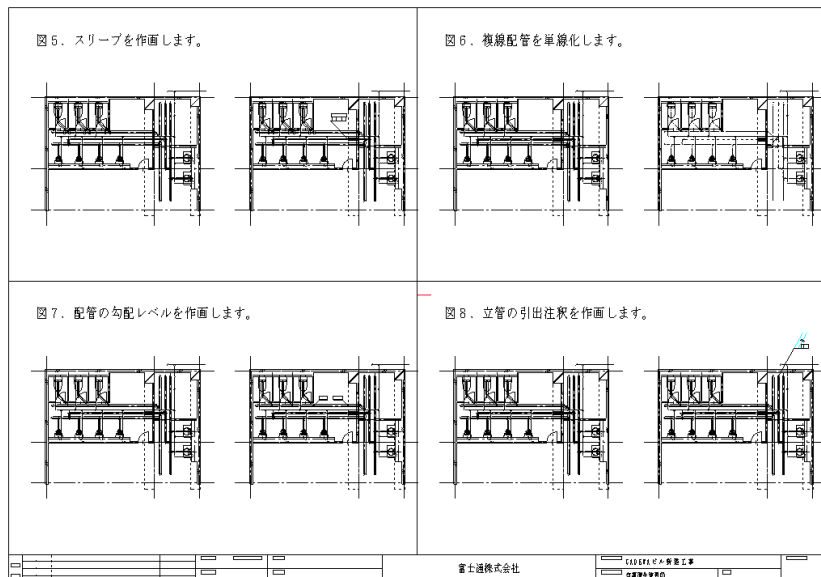 図5．スリーブを作画します。
図6．複線配管を単線化します。
図7．配管の勾配レベルを作画します。
図8．立管の引出注釈を作画します。
富士通株式会社
CADEWAビル新築工事